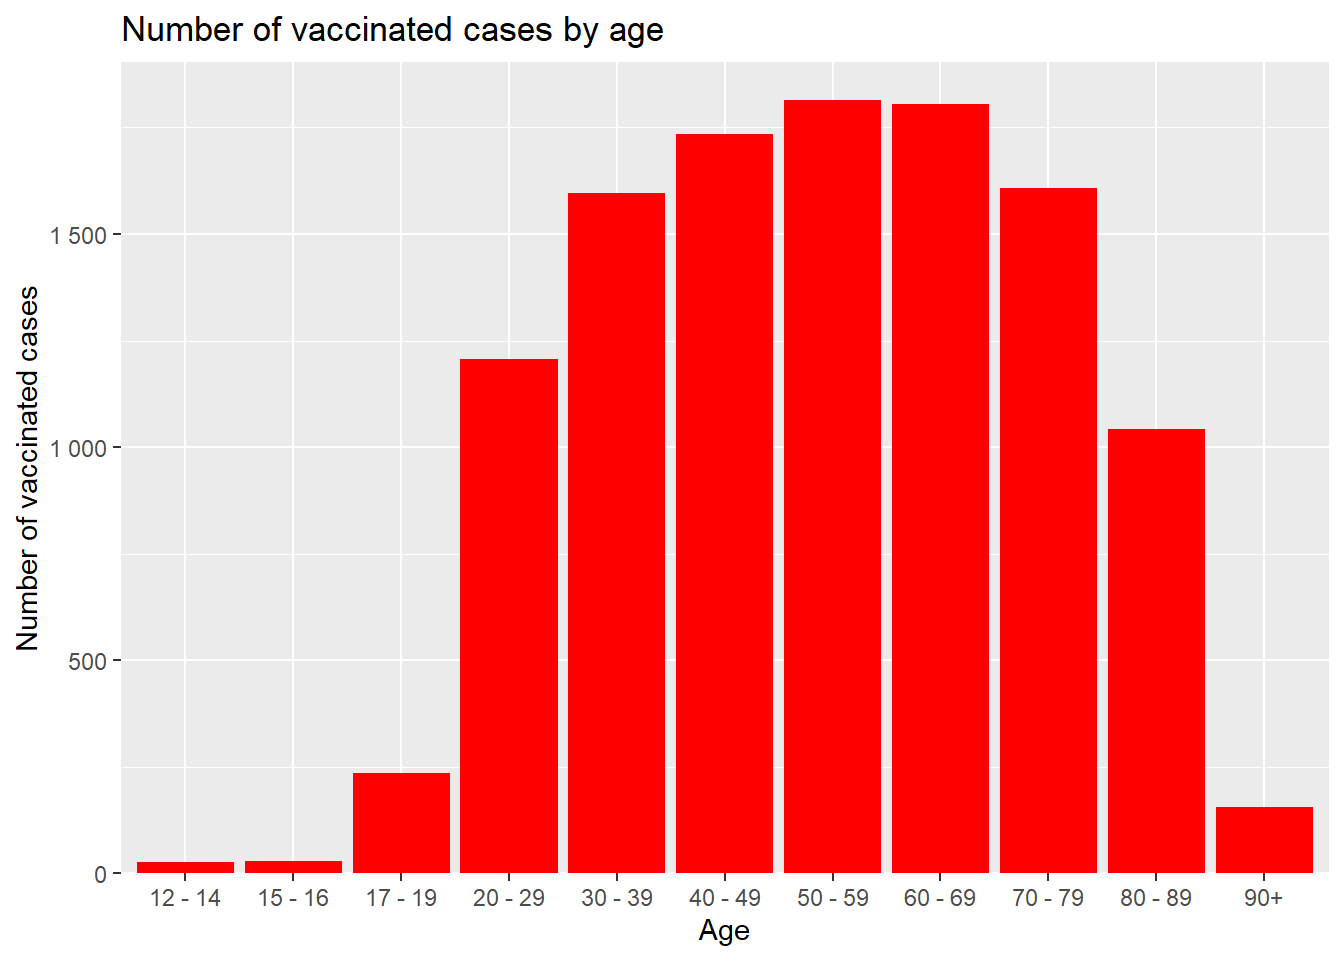 Number of vaccinated cases by age
Number of vaccinated cases
1 500
1 000
500
0
12 - 14 15 - 16 17 - 19 20 - 29 30 - 39 40 - 49 50 - 59 60 - 69 70 - 79 80 - 89 90+
Age